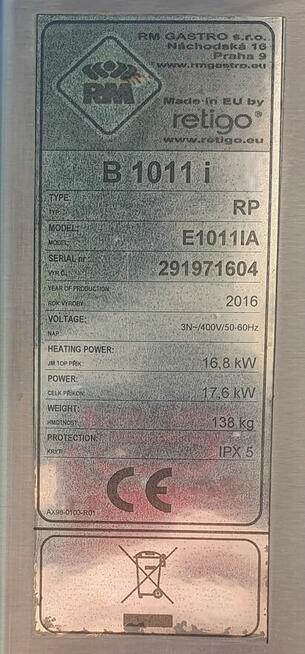 RM GASTRO s.r.o.
Náchodská 16
Praha 9
www.rmgastro.eu
RM
Made in EU by
retigo®
www.retigo.eu
B 1011 i
TYPE:
TYP: RP
MODEL:
MODEL: E1011IA
SERIAL nr.:
VÝR.Č.: 291971604
YEAR OF PRODUCTION
ROK VÝROBY 2016
VOLTAGE:
NAP. 3N~/400V/50-60Hz
HEATING POWER:
JM.TOP.PŘÍK. 16,8 kW
POWER:
CELK.PŘÍKON: 17,6 kW
WEIGHT:
HMOTNOST: 138 kg
PROTECTION:
KRYTÍ IPX 5
CE
AX98-0103-R01